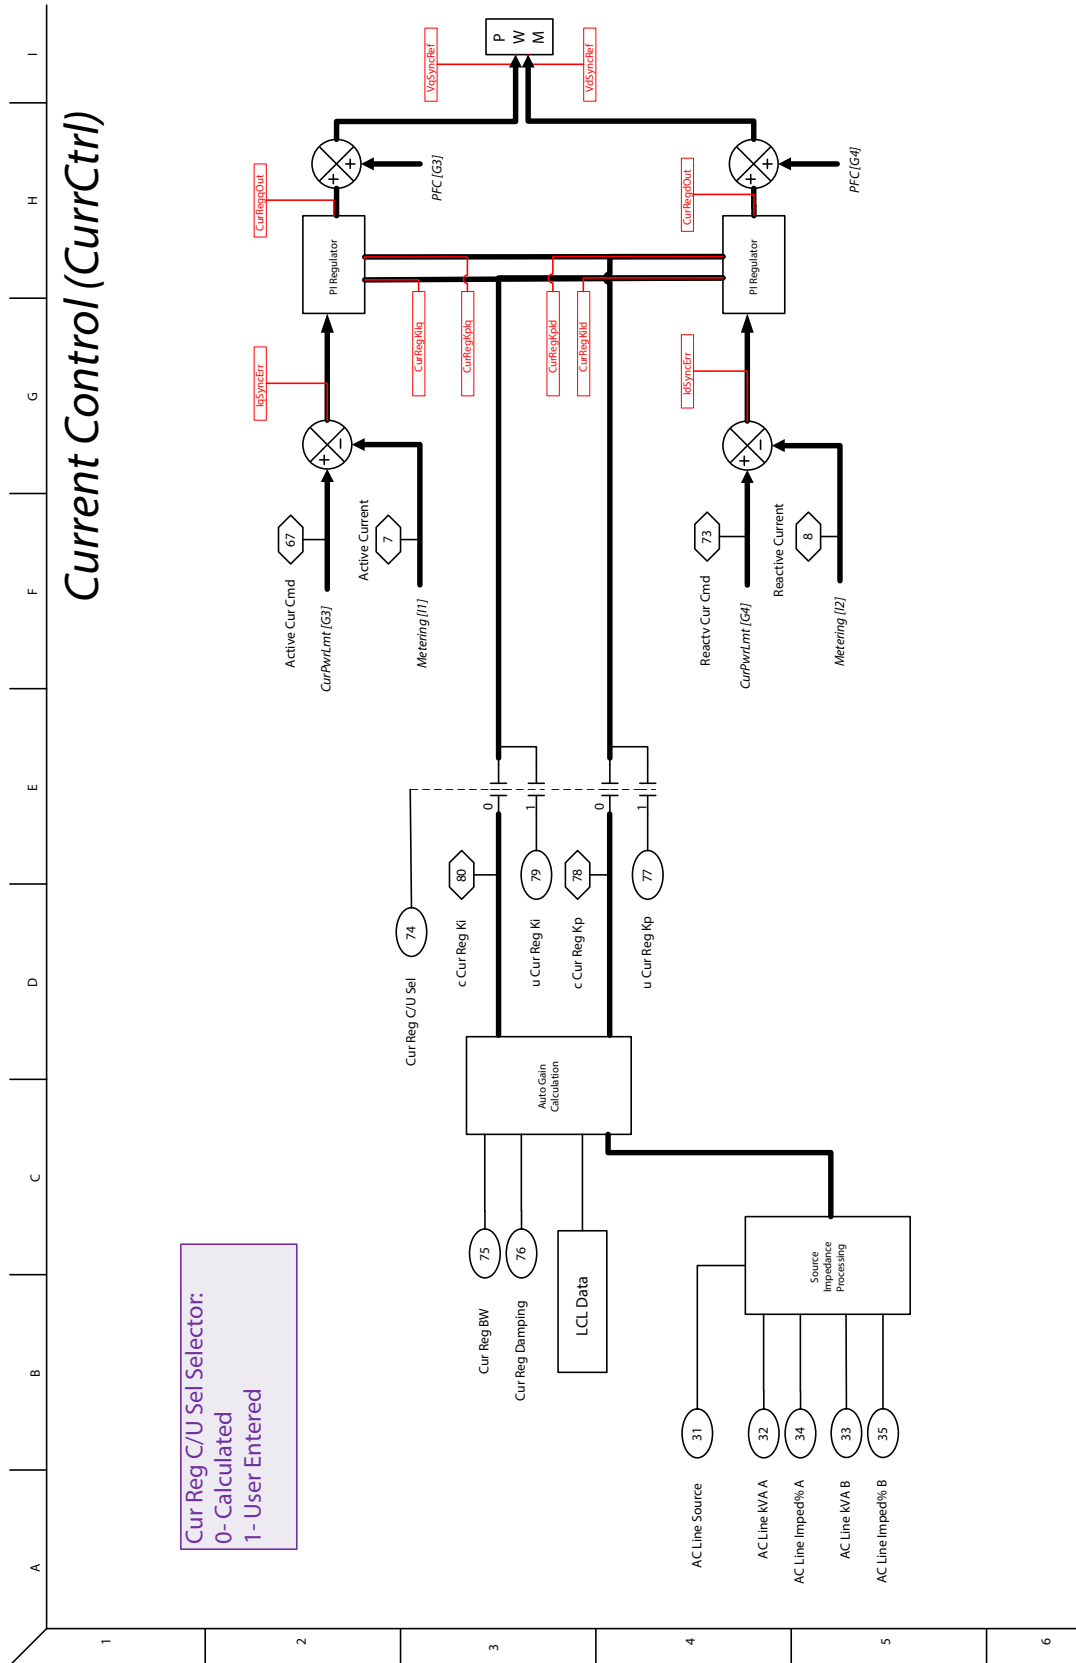 Current Control (CurrCtrl)
A
B
C
D
E
F
G
H
I
1
2
3
4
5
6
Cur Reg C/U Sel Selector:
0- Calculated
1- User Entered
Active Cur Cmd
67
CurPwrLmt [G3]
Active Current
7
Metering [I1]
+
−
IqSyncErr
PI Regulator
CurRegqOut
+
+
PFC [G3]
VqSyncRef
P
W
M
VdSyncRef
CurRegKiIq
CurRegKpIq
CurRegKpId
CurRegKiId
Cur Reg C/U Sel
74
c Cur Reg Ki
80
0
u Cur Reg Ki
79
1
c Cur Reg Kp
78
0
u Cur Reg Kp
77
1
Cur Reg BW
75
Cur Reg Damping
76
LCL Data
Auto Gain
Calculation
Reactv Cur Cmd
73
CurPwrLmt [G4]
Reactive Current
8
Metering [I2]
+
−
IdSyncErr
PI Regulator
CurRegdOut
+
+
PFC [G4]
AC Line Source
31
AC Line kVA A
32
AC Line Imped% A
34
AC Line kVA B
33
AC Line Imped% B
35
Source
Impedance
Processing